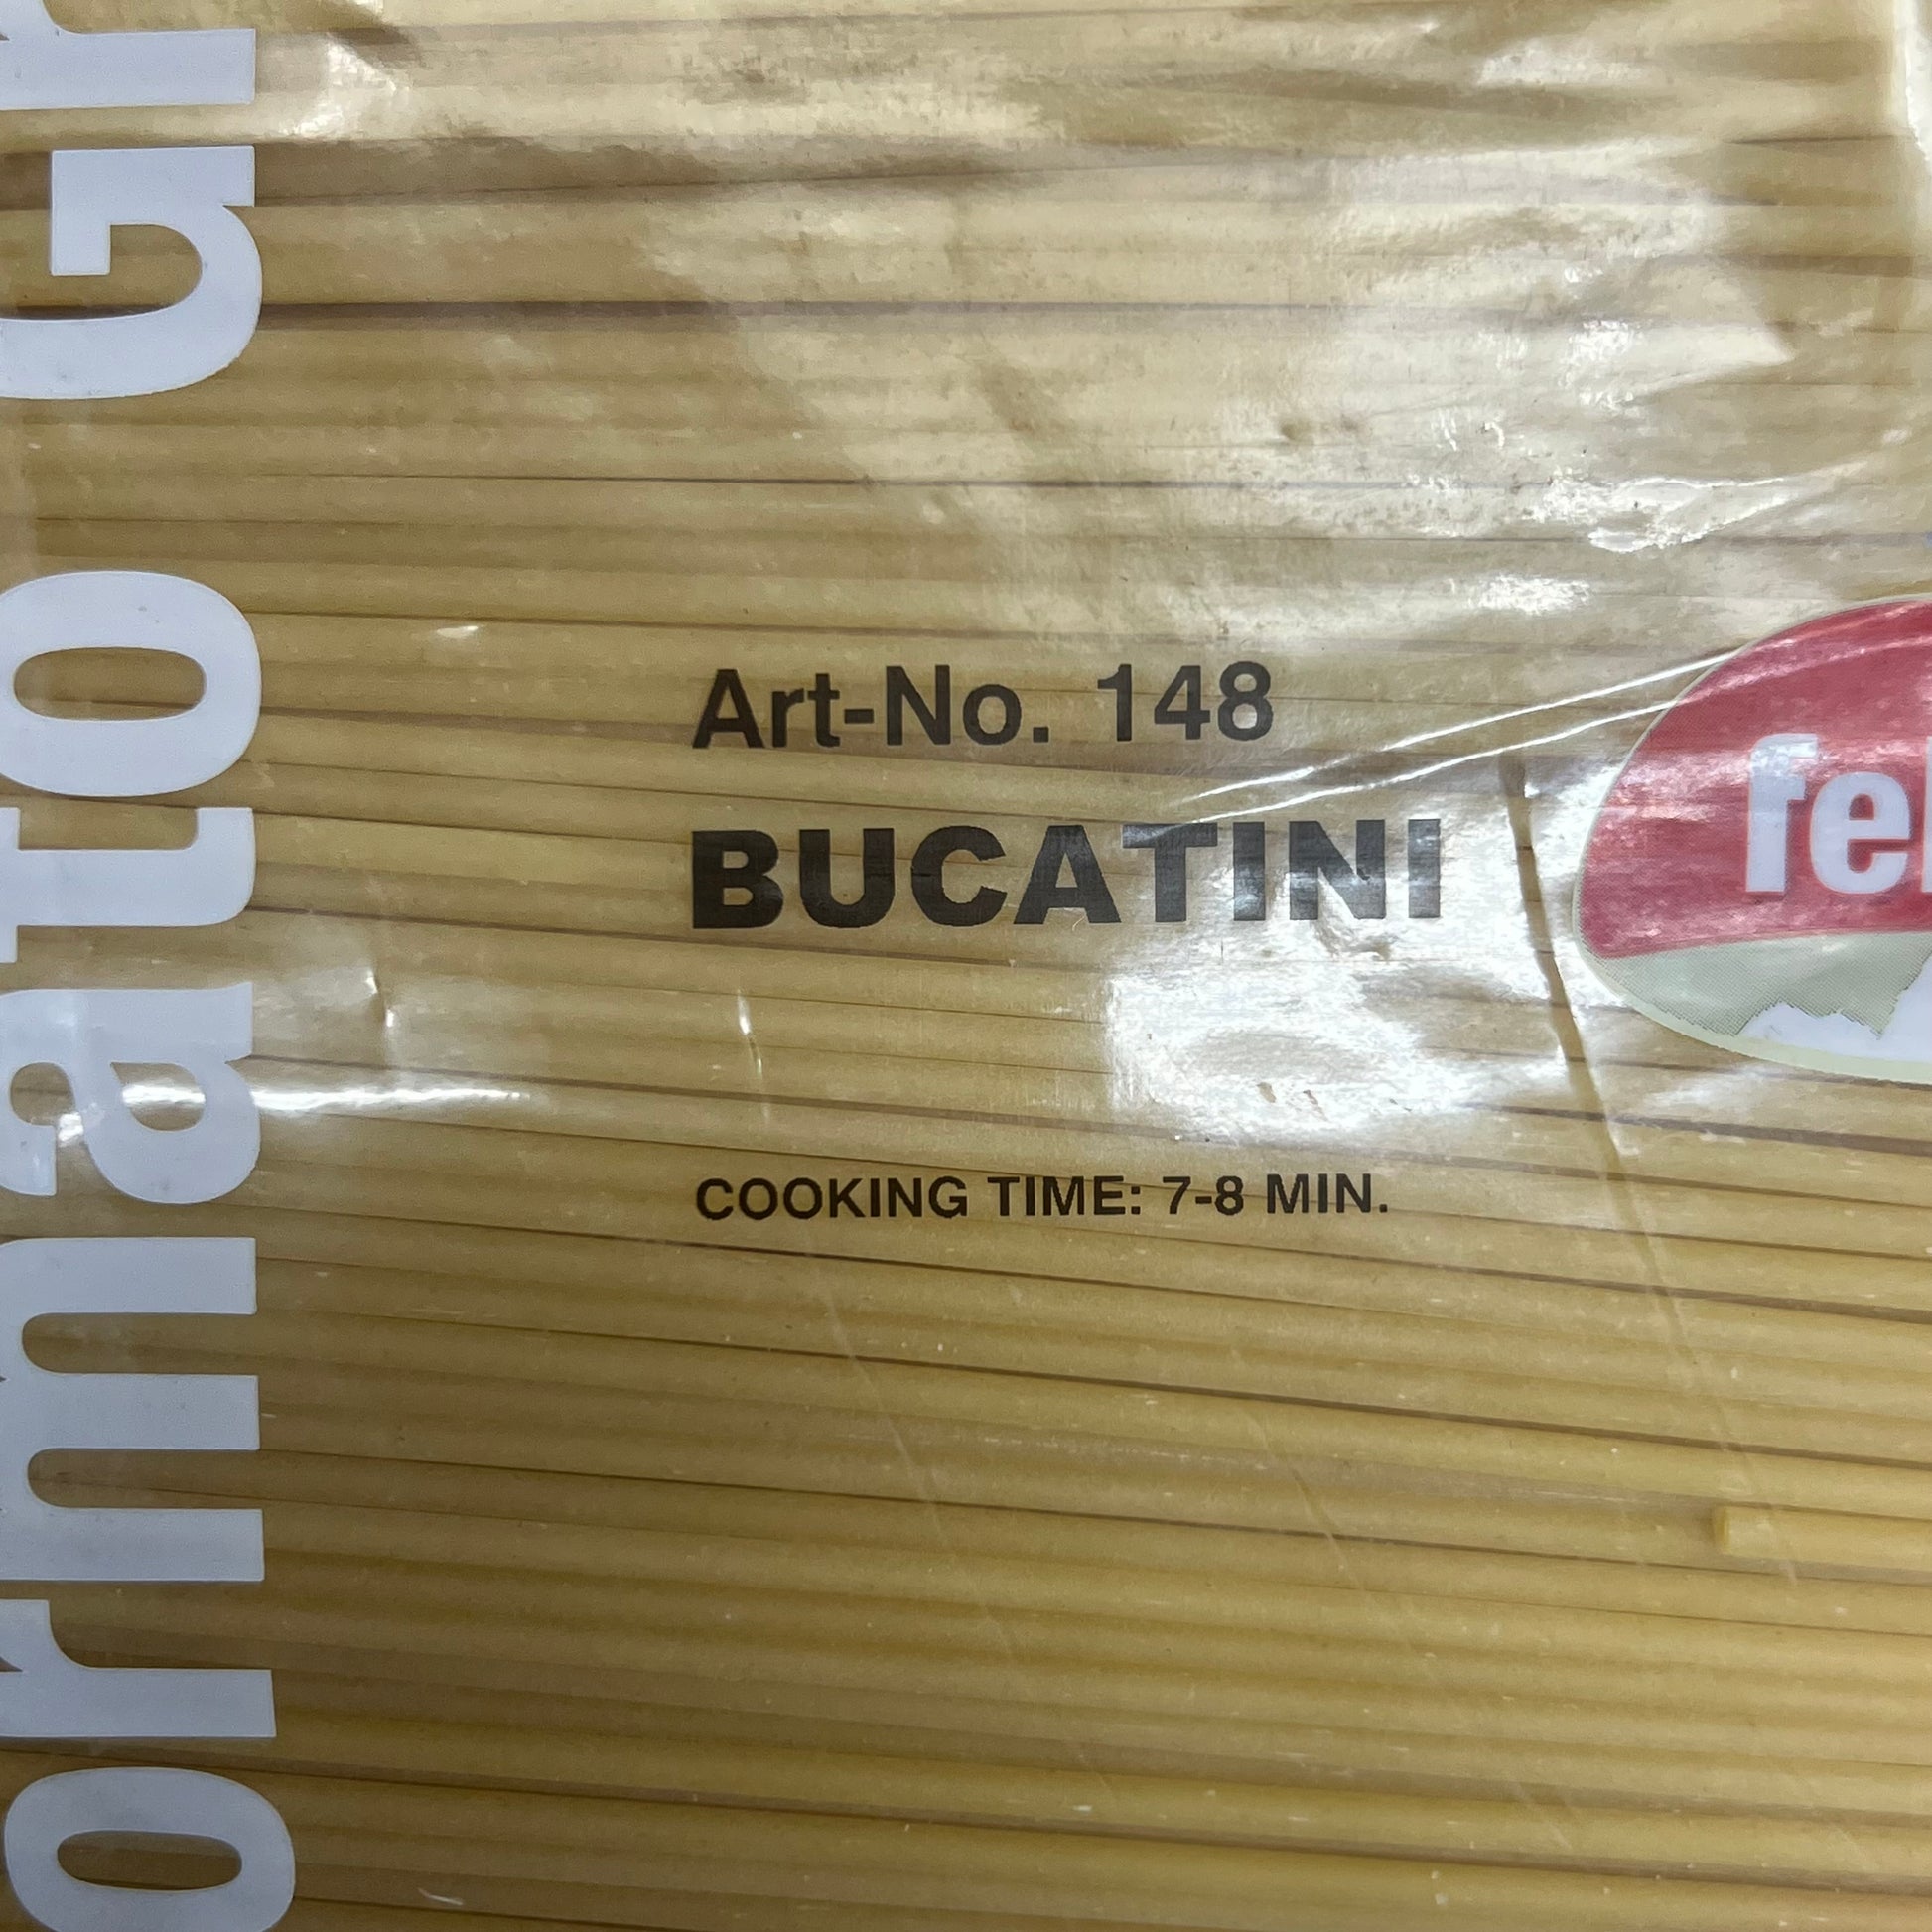 Art-No. 148
BUCATINI
COOKING TIME: 7-8 MIN.